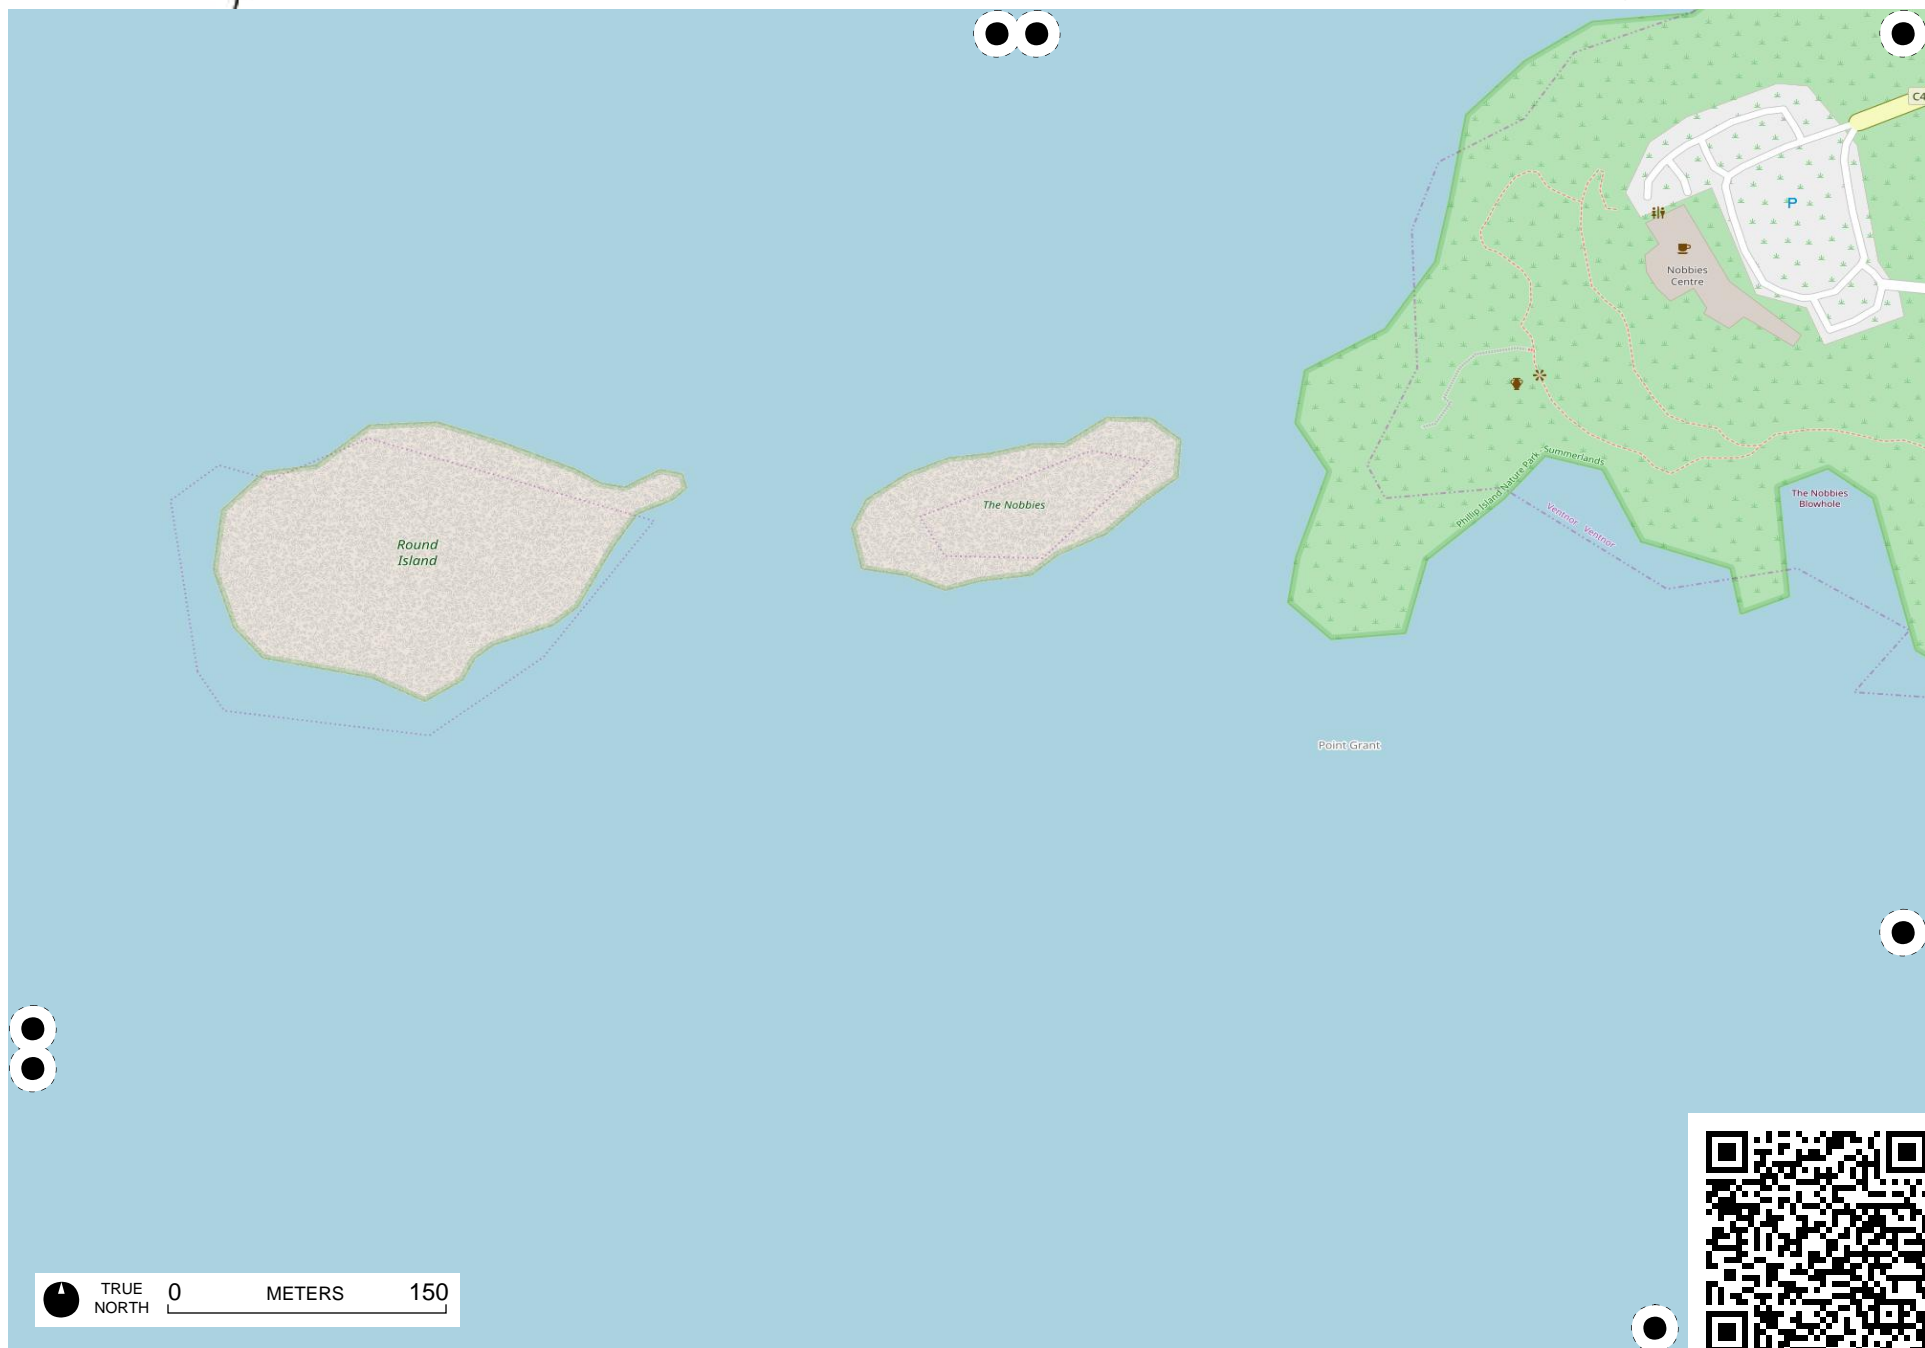 C4
P
Nobbies
Centre
Phillip Island Nature Park - Summerlands
The Nobbies
Blowhole
The Nobbies
Ventnor
Ventnor
Round
Island
Point Grant
TRUE
NORTH
0 METERS 150